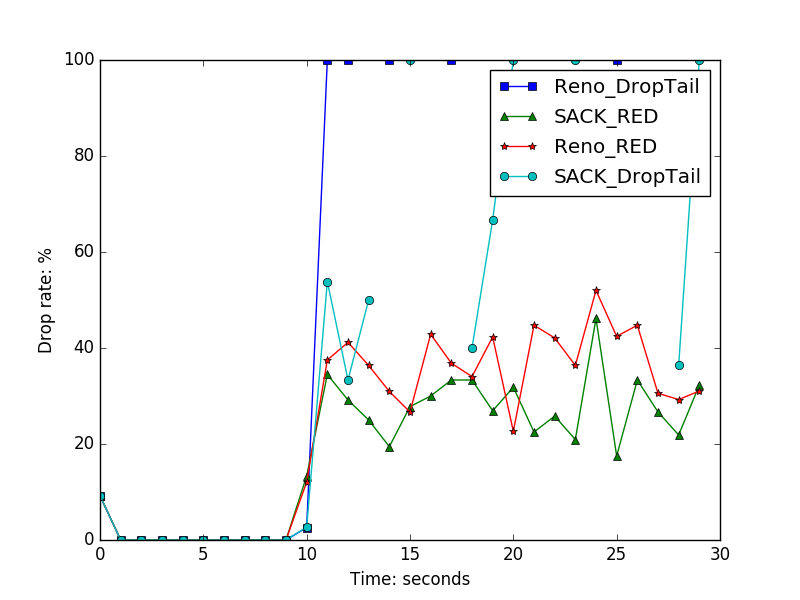 100
80
60
40
20
0
0 5 10 15 20 25 30
Drop rate: %
Time: seconds
Reno_DropTail
SACK_RED
Reno_RED
SACK_DropTail